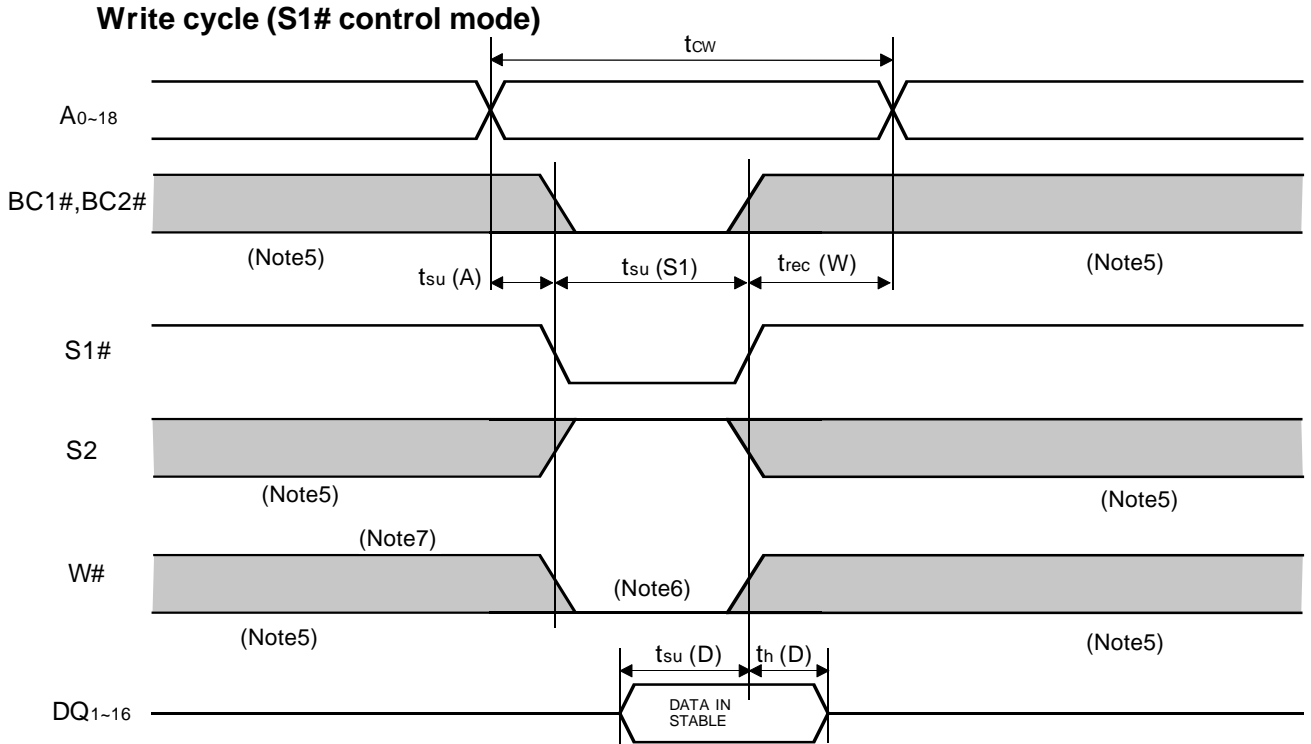 Write cycle (S1# control mode)
tCW
A0~18
BC1#,BC2#
(Note5)
(Note5)
tsu (A)
tsu (S1)
trec (W)
S1#
S2
(Note5)
(Note5)
(Note7)
W#
(Note6)
(Note5)
(Note5)
tsu (D)
th (D)
DQ1~16
DATA IN
STABLE